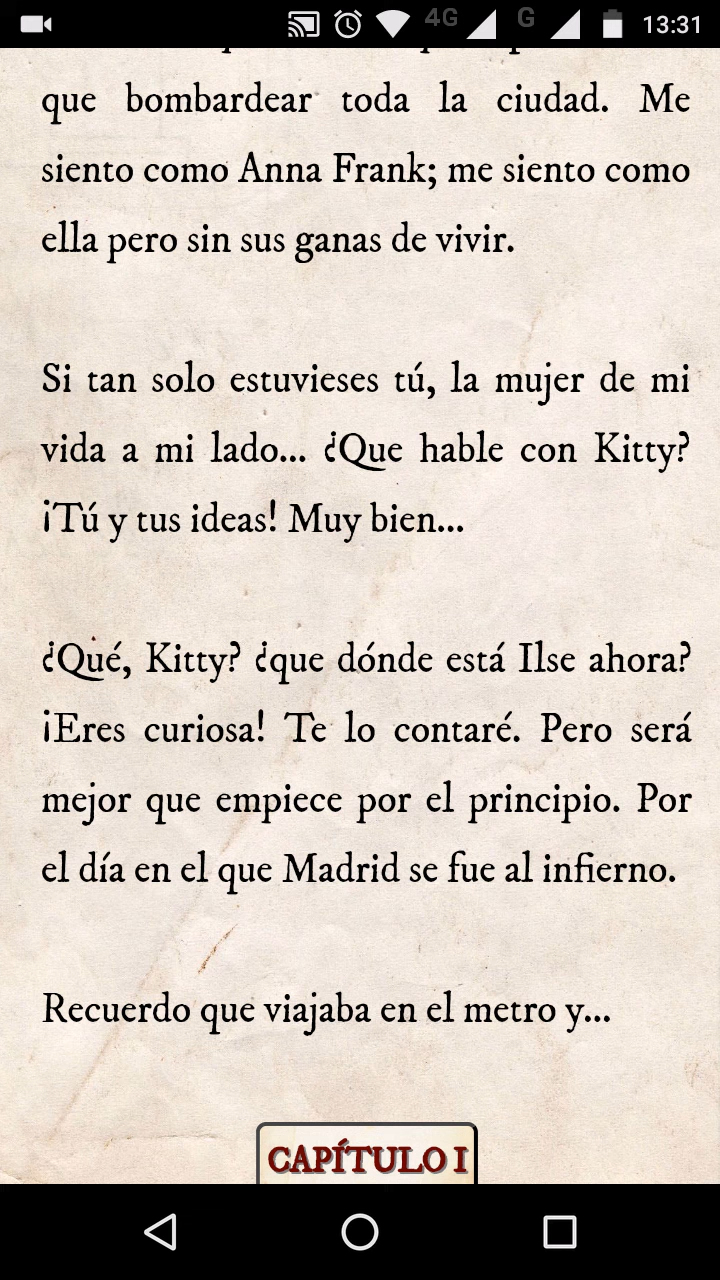 4G G 13:31
que bombardear toda la ciudad. Me
siento como Anna Frank; me siento como
ella pero sin sus ganas de vivir.
Si tan solo estuvieses tú, la mujer de mi
vida a mi lado... ¿Que hable con Kitty?
¡Tú y tus ideas! Muy bien...
¿Qué, Kitty? ¿que dónde está Ilse ahora?
¡Eres curiosa! Te lo contaré. Pero será
mejor que empiece por el principio. Por
el día en el que Madrid se fue al infierno.
Recuerdo que viajaba en el metro y...
CAPÍTULO I